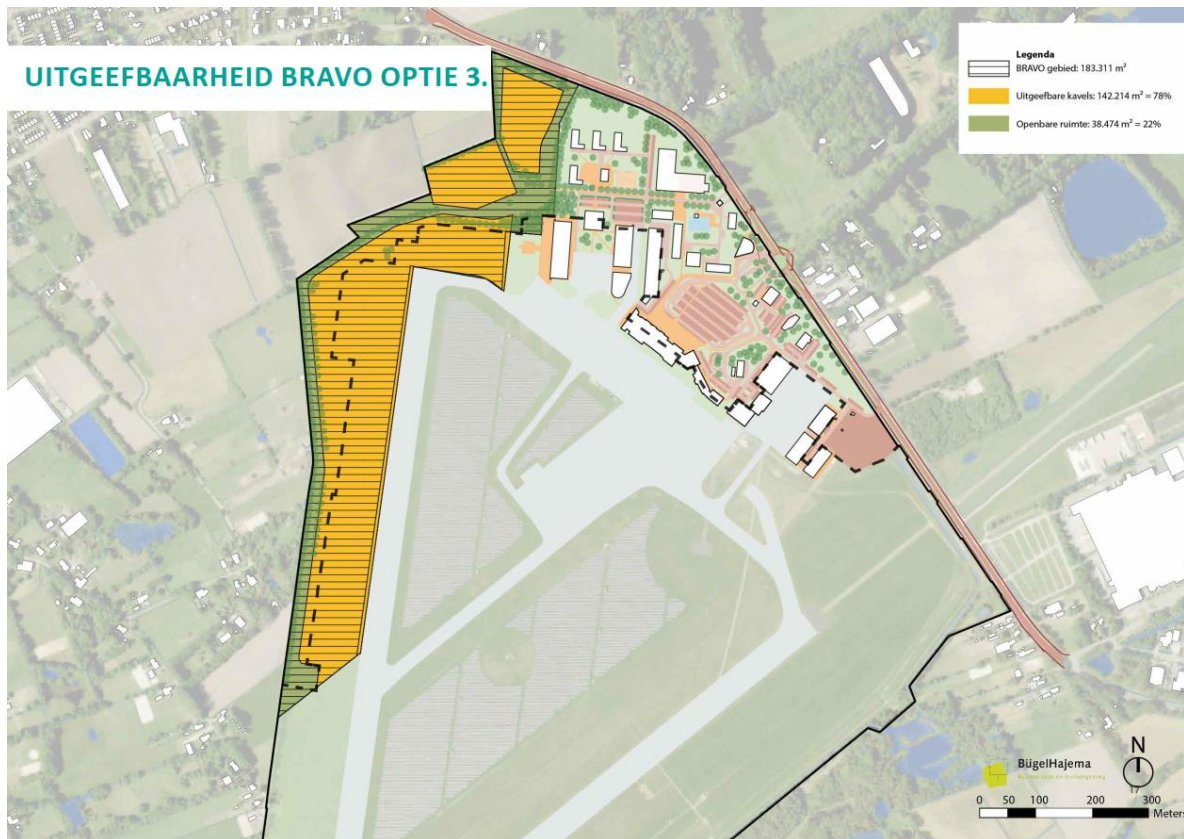 UITGEEFBAARHEID BRAVO OPTIE 3.
Legenda
BRAVO gebied: 183.311 m²
Uitgeefbare kavels: 142.214 m² = 78%
Openbare ruimte: 38.474 m² = 22%
BügelHajema
N
17
0 50 100 200 300
Meters